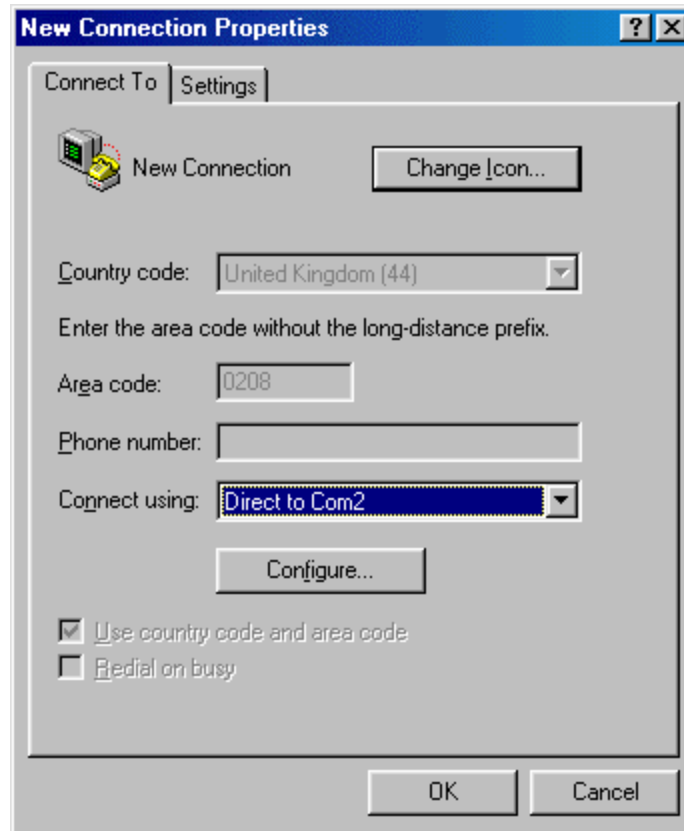 New Connection Properties
Connect To Settings
New Connection Change Icon...
Country code: United Kingdom (44)
Enter the area code without the long-distance prefix.
Area code: 0208
Phone number:
Connect using: Direct to Com2
Configure...
Use country code and area code
Redial on busy
OK Cancel